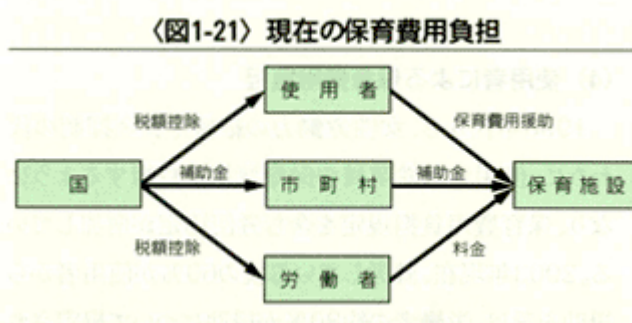 〈図1-21〉現在の保育費用負担
使用者
税額控除
保育費用援助
国
補助金
市町村
補助金
保育施設
税額控除
料金
労働者